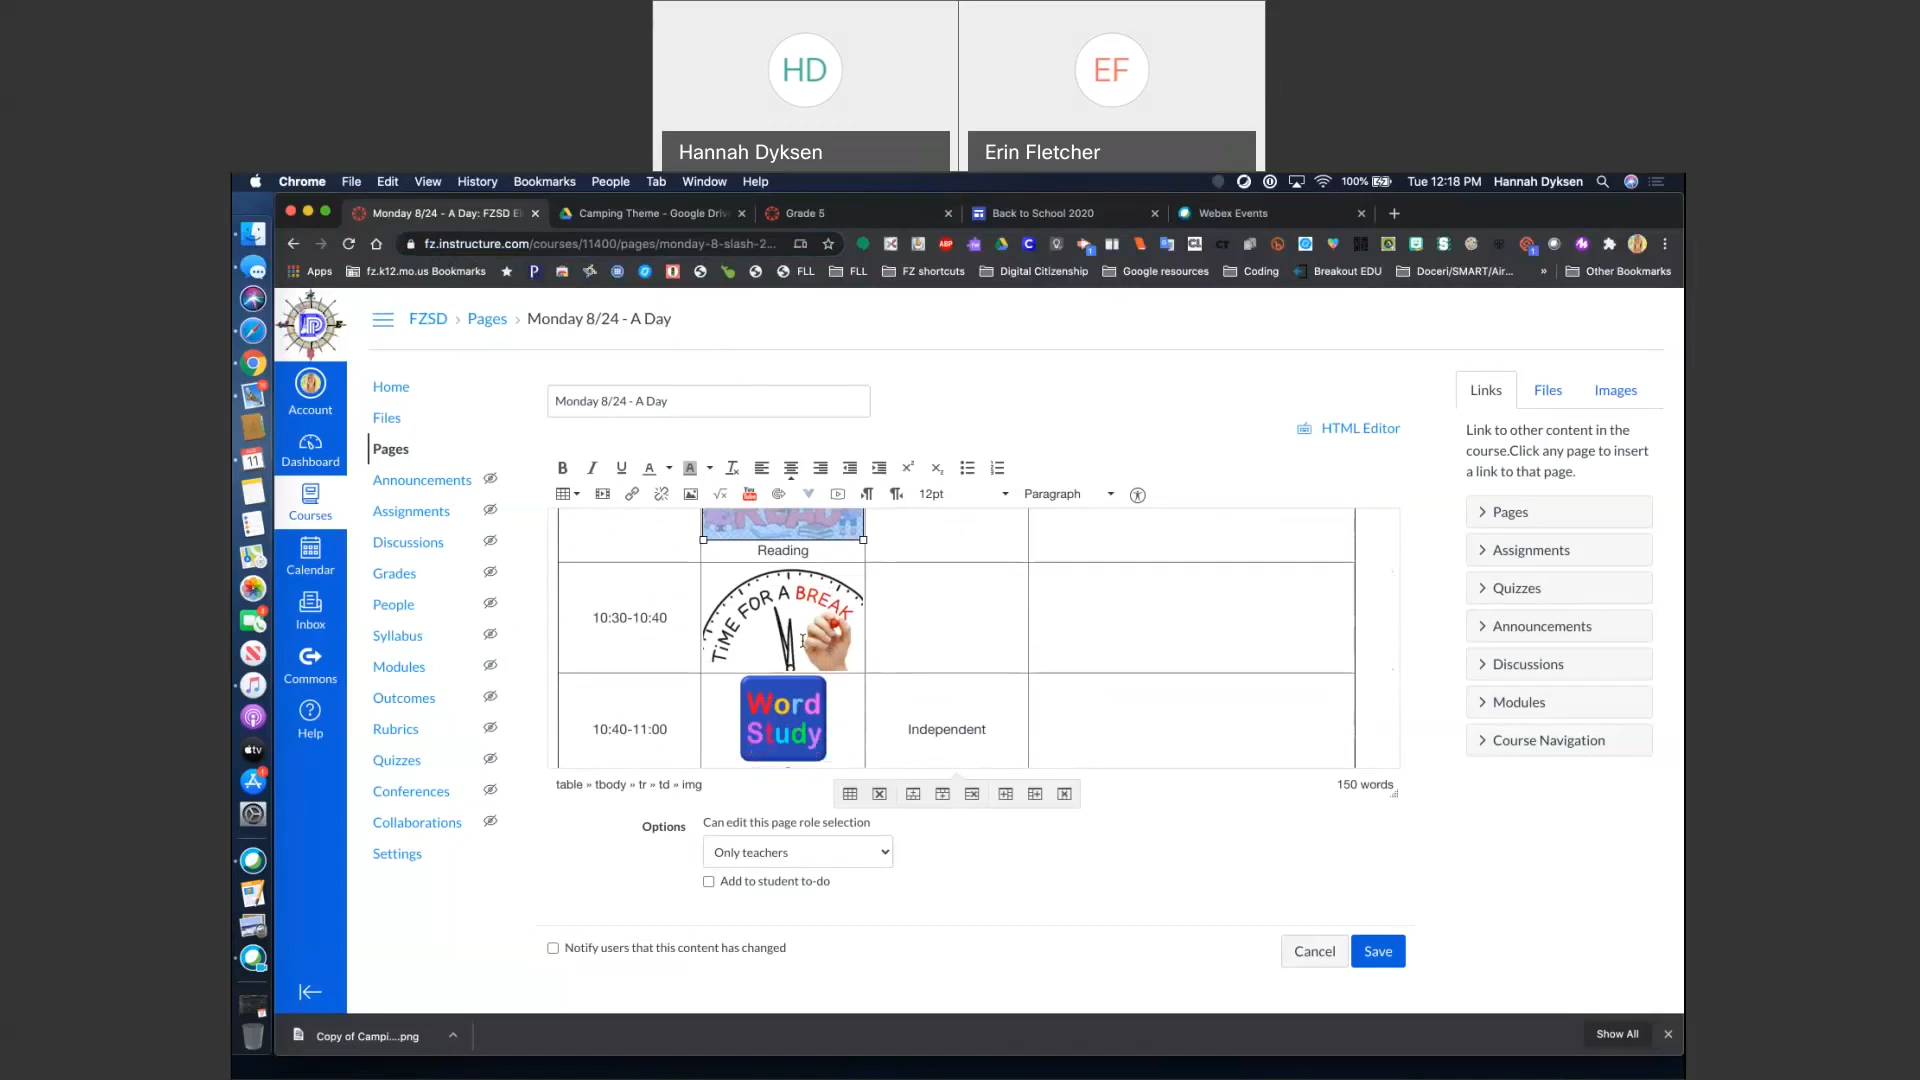 HD
EF
Hannah Dyksen
Erin Fletcher
Chrome File Edit View History Bookmarks People Tab Window Help
100% Tue 12:18 PM Hannah Dyksen
Monday 8/24 - A Day: FZSD El
Camping Theme - Google Driv
Grade 5
Back to School 2020
Webex Events
fz.instructure.com/courses/11400/pages/monday-8-slash-2...
Apps fz.k12.mo.us Bookmarks FLL FLL FZ shortcuts Digital Citizenship Google resources Coding Breakout EDU Doceri/SMART/Air... » Other Bookmarks
FZSD › Pages › Monday 8/24 - A Day
Account
Dashboard
Courses
Calendar
Inbox
Commons
Help
Home
Files
Pages
Announcements
Assignments
Discussions
Grades
People
Syllabus
Modules
Outcomes
Rubrics
Quizzes
Conferences
Collaborations
Settings
Monday 8/24 - A Day
HTML Editor
12pt Paragraph
READ
Reading
10:30-10:40
TIME FOR A BREAK
10:40-11:00
Word
Study
Independent
table » tbody » tr » td » img
150 words
Options
Can edit this page role selection
Only teachers
Add to student to-do
Notify users that this content has changed
Cancel
Save
Links Files Images
Link to other content in the
course.Click any page to insert
a link to that page.
Pages
Assignments
Quizzes
Announcements
Discussions
Modules
Course Navigation
Copy of Campi....png
Show All